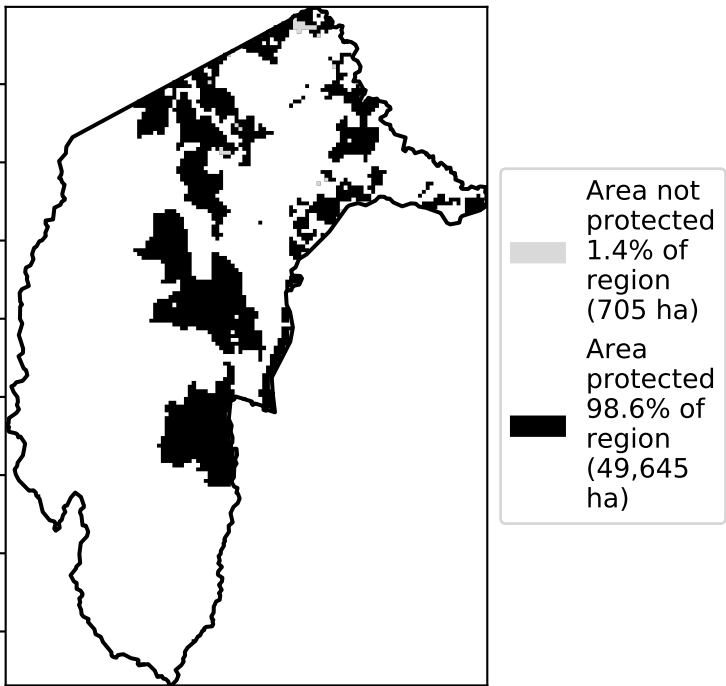 Area not
protected
1.4% of
region
(705 ha)
Area
protected
98.6% of
region
(49,645
ha)